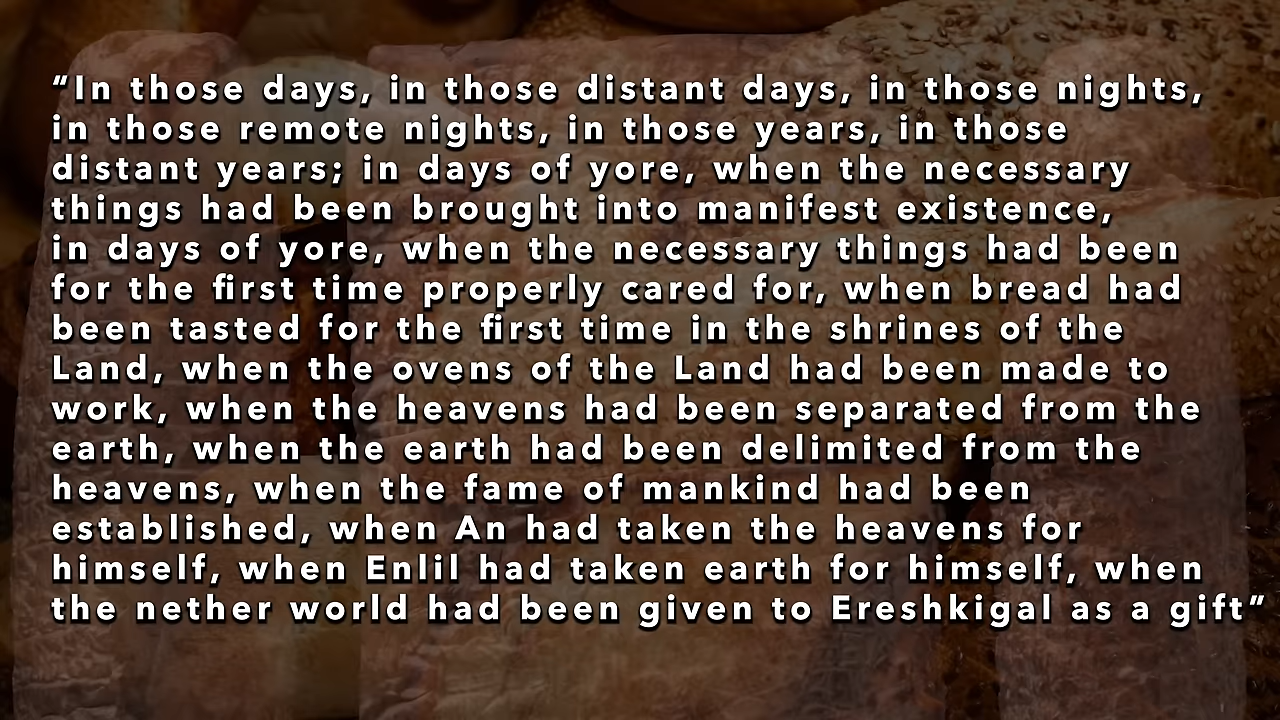 “In those days, in those distant days, in those nights,
in those remote nights, in those years, in those
distant years; in days of yore, when the necessary
things had been brought into manifest existence,
in days of yore, when the necessary things had been
for the first time properly cared for, when bread had
been tasted for the first time in the shrines of the
Land, when the ovens of the Land had been made to
work, when the heavens had been separated from the
earth, when the earth had been delimited from the
heavens, when the fame of mankind had been
established, when An had taken the heavens for
himself, when Enlil had taken earth for himself, when
the nether world had been given to Ereshkigal as a gift”